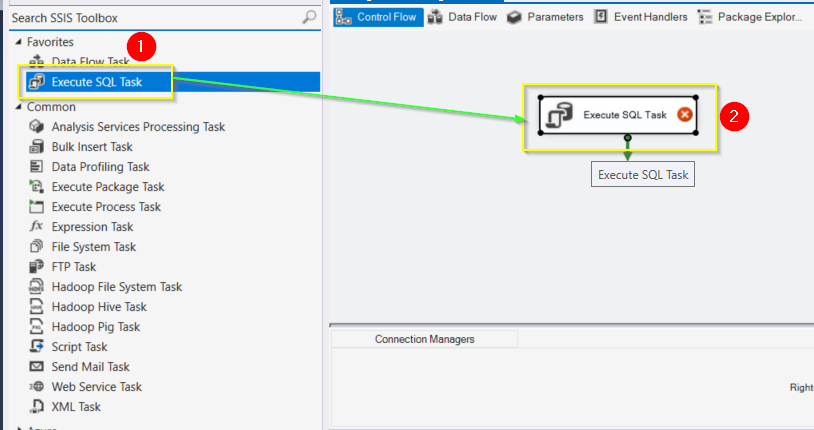 Search SSIS Toolbox
Favorites
1
Data Flow Task
Execute SQL Task
Common
Analysis Services Processing Task
Bulk Insert Task
Data Profiling Task
Execute Package Task
Execute Process Task
Expression Task
File System Task
FTP Task
Hadoop File System Task
Hadoop Hive Task
Hadoop Pig Task
Script Task
Send Mail Task
Web Service Task
XML Task
Control Flow
Data Flow
Parameters
Event Handlers
Package Explor...
Execute SQL Task
2
Execute SQL Task
Connection Managers
Right-